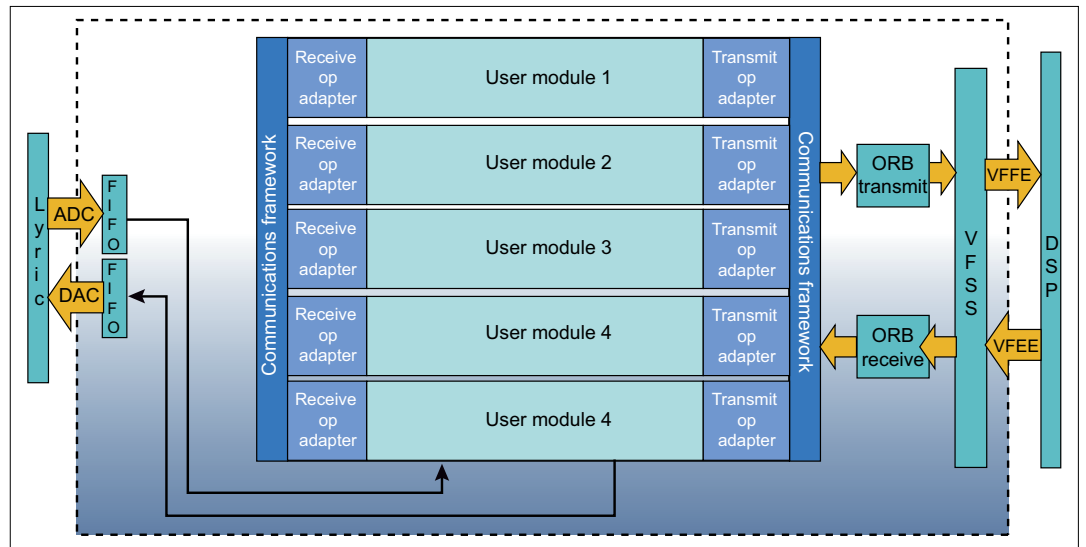 Lyric
ADC
DAC
FIFO
FIFO
Communications framework
Receive
op
adapter
User module 1
Transmit
op
adapter
Receive
op
adapter
User module 2
Transmit
op
adapter
Receive
op
adapter
User module 3
Transmit
op
adapter
Receive
op
adapter
User module 4
Transmit
op
adapter
Receive
op
adapter
User module 4
Transmit
op
adapter
Communications framework
ORB
transmit
ORB
receive
VFSS
VFFE
VFEE
DSP